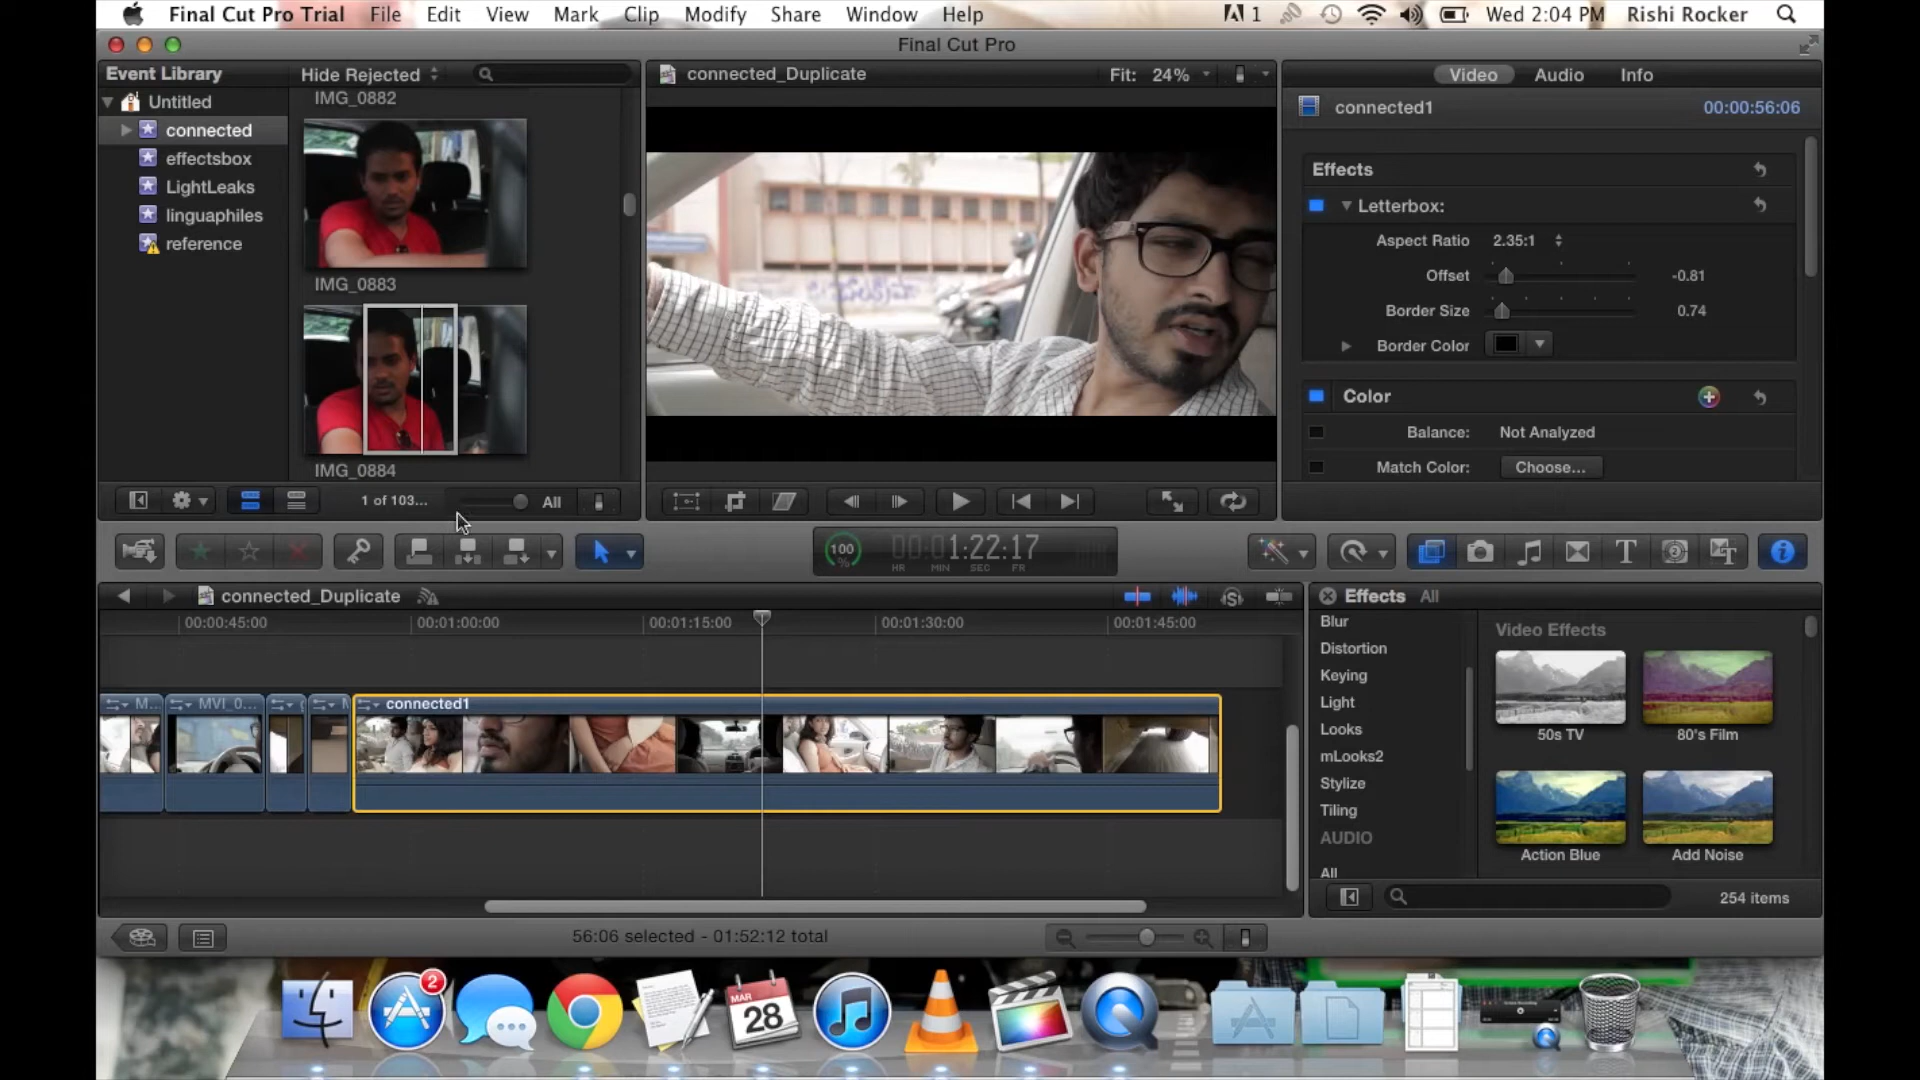 Final Cut Pro Trial File Edit View Mark Clip Modify Share Window Help 1 Wed 2:04 PM Rishi Rocker
Final Cut Pro
Event Library
Hide Rejected
Untitled
connected
effectsbox
LightLeaks
linguaphiles
reference
IMG_0882
IMG_0883
IMG_0884
1 of 103...
All
connected_Duplicate
Fit: 24%
Video Audio Info
connected1
00:00:56:06
Effects
Letterbox:
Aspect Ratio 2.35:1
Offset -0.81
Border Size 0.74
Border Color
Color
Balance: Not Analyzed
Match Color: Choose...
100
%
1:22:17
HR MIN SEC FR
connected_Duplicate
00:00:45:00 00:01:00:00 00:01:15:00 00:01:30:00 00:01:45:00
M... MVI_0... connected1
56:06 selected - 01:52:12 total
Effects All
Blur
Distortion
Keying
Light
Looks
mLooks2
Stylize
Tiling
AUDIO
All
Video Effects
50s TV
80's Film
Action Blue
Add Noise
254 items
2
MAR
28